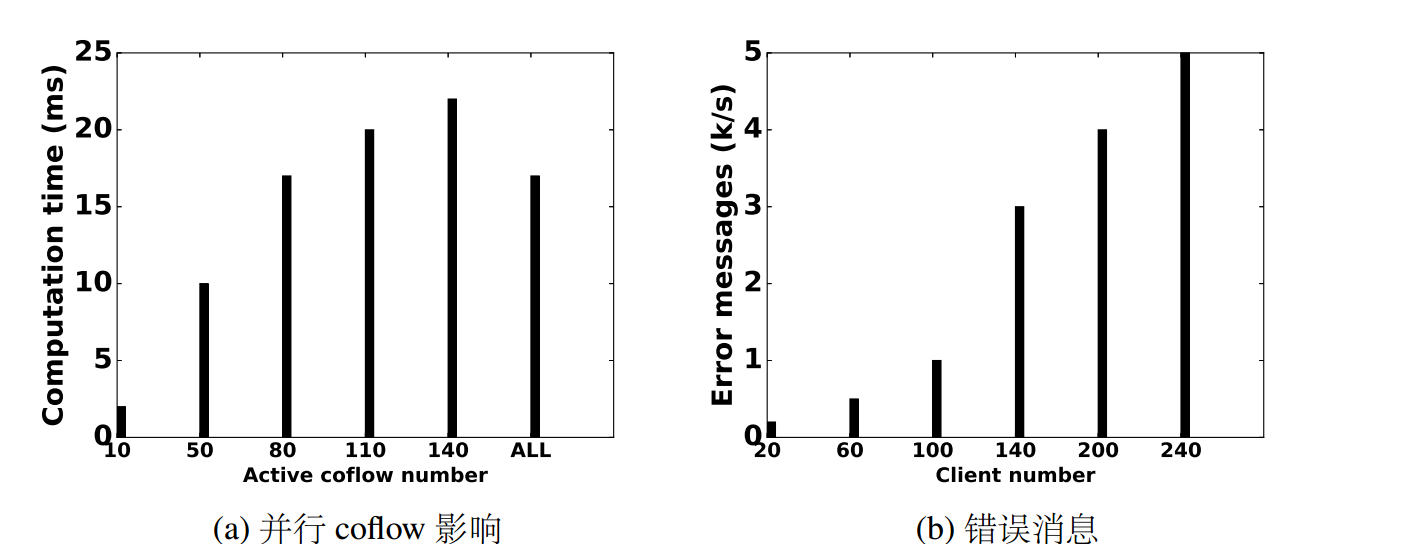 25
20
15
10
5
0
Computation time (ms)
10 50 80 110 140 ALL
Active coflow number
(a) 并行 coflow 影响
5
4
3
2
1
0
Error messages (k/s)
20 60 100 140 200 240
Client number
(b) 错误消息